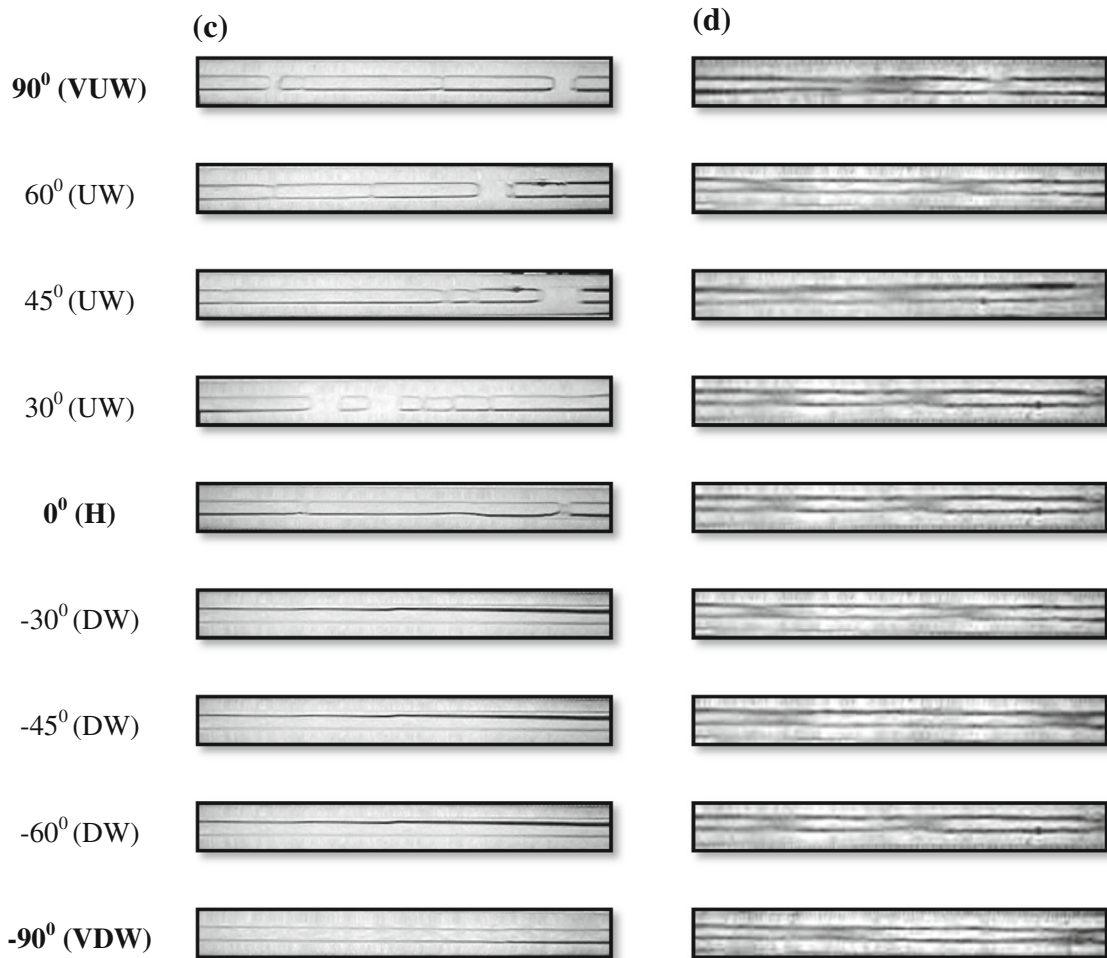 (c) (d)
90⁰ (VUW)
60⁰ (UW)
45⁰ (UW)
30⁰ (UW)
0⁰ (H)
-30⁰ (DW)
-45⁰ (DW)
-60⁰ (DW)
-90⁰ (VDW)